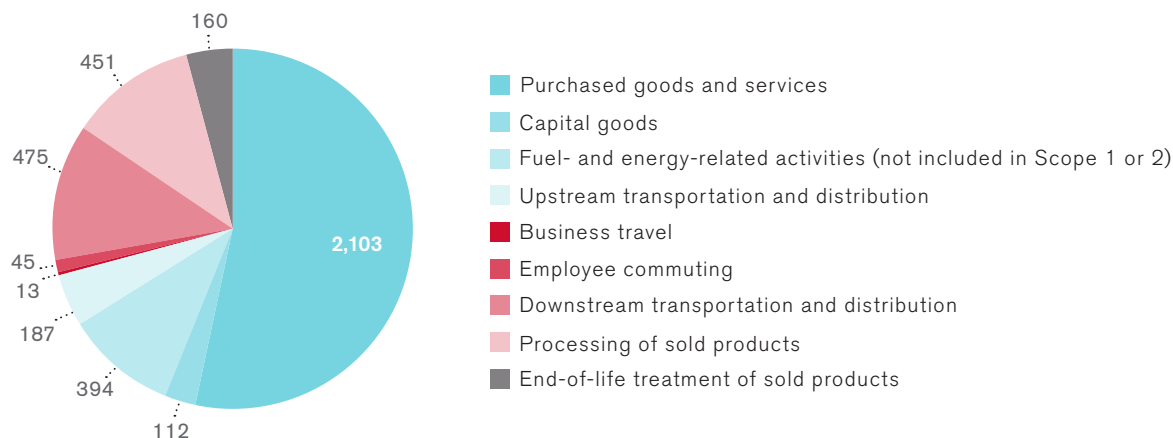 160
451
475
45
13
187
394
112
2,103
Purchased goods and services
Capital goods
Fuel- and energy-related activities (not included in Scope 1 or 2)
Upstream transportation and distribution
Business travel
Employee commuting
Downstream transportation and distribution
Processing of sold products
End-of-life treatment of sold products